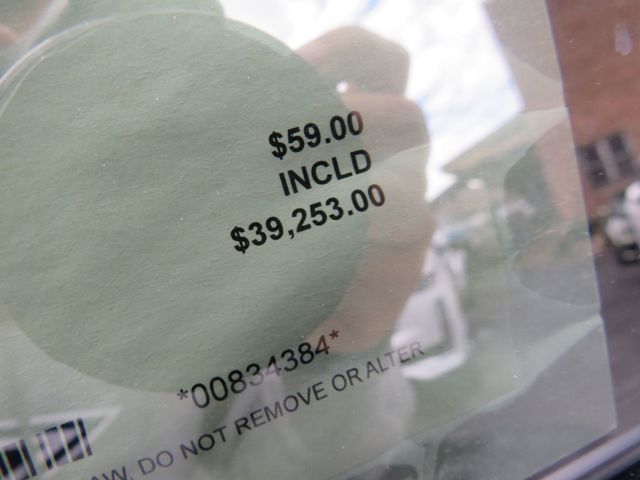 $59.00
INCLD
$39,253.00
*00834384*
AW, DO NOT REMOVE OR ALTER